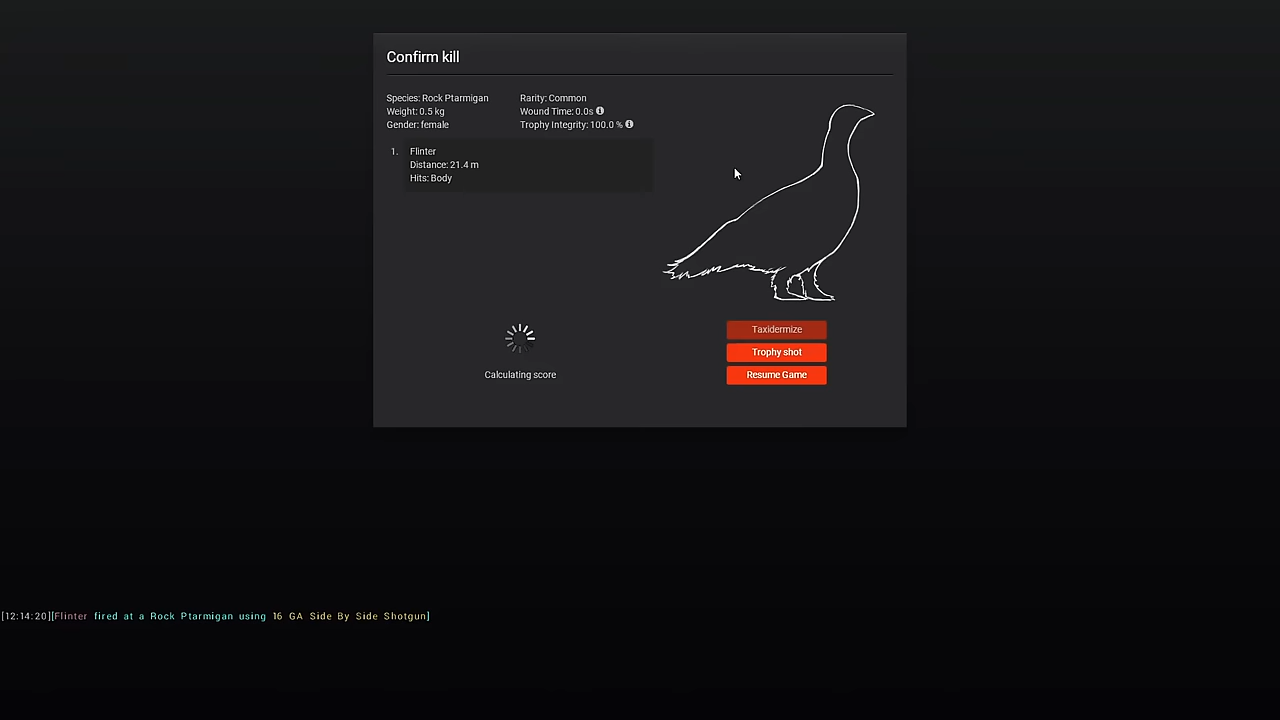 Confirm kill
Species: Rock Ptarmigan
Weight: 0.5 kg
Gender: female
Rarity: Common
Wound Time: 0.0s
Trophy Integrity: 100.0 %
1. Flinter
Distance: 21.4 m
Hits: Body
Calculating score
Taxidermize
Trophy shot
Resume Game
[12:14:20][Flinter fired at a Rock Ptarmigan using 16 GA Side By Side Shotgun]